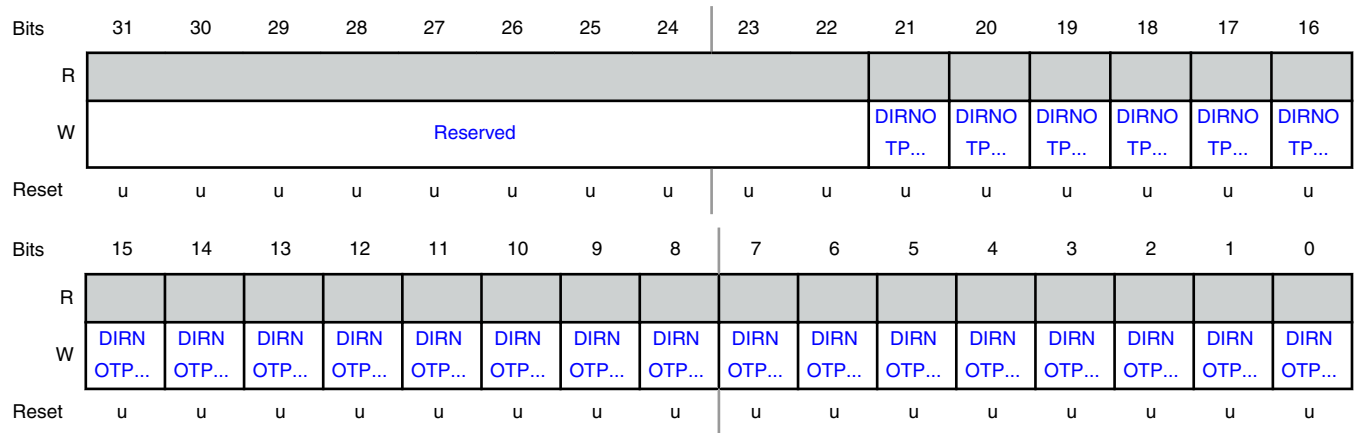 Bits 31 30 29 28 27 26 25 24 23 22 21 20 19 18 17 16
R
W Reserved DIRNO TP... DIRNO TP... DIRNO TP... DIRNO TP... DIRNO TP... DIRNO TP...
Reset u u u u u u u u u u u u u u u u
Bits 15 14 13 12 11 10 9 8 7 6 5 4 3 2 1 0
R
W DIRN OTP... DIRN OTP... DIRN OTP... DIRN OTP... DIRN OTP... DIRN OTP... DIRN OTP... DIRN OTP... DIRN OTP... DIRN OTP... DIRN OTP... DIRN OTP... DIRN OTP... DIRN OTP... DIRN OTP... DIRN OTP...
Reset u u u u u u u u u u u u u u u u